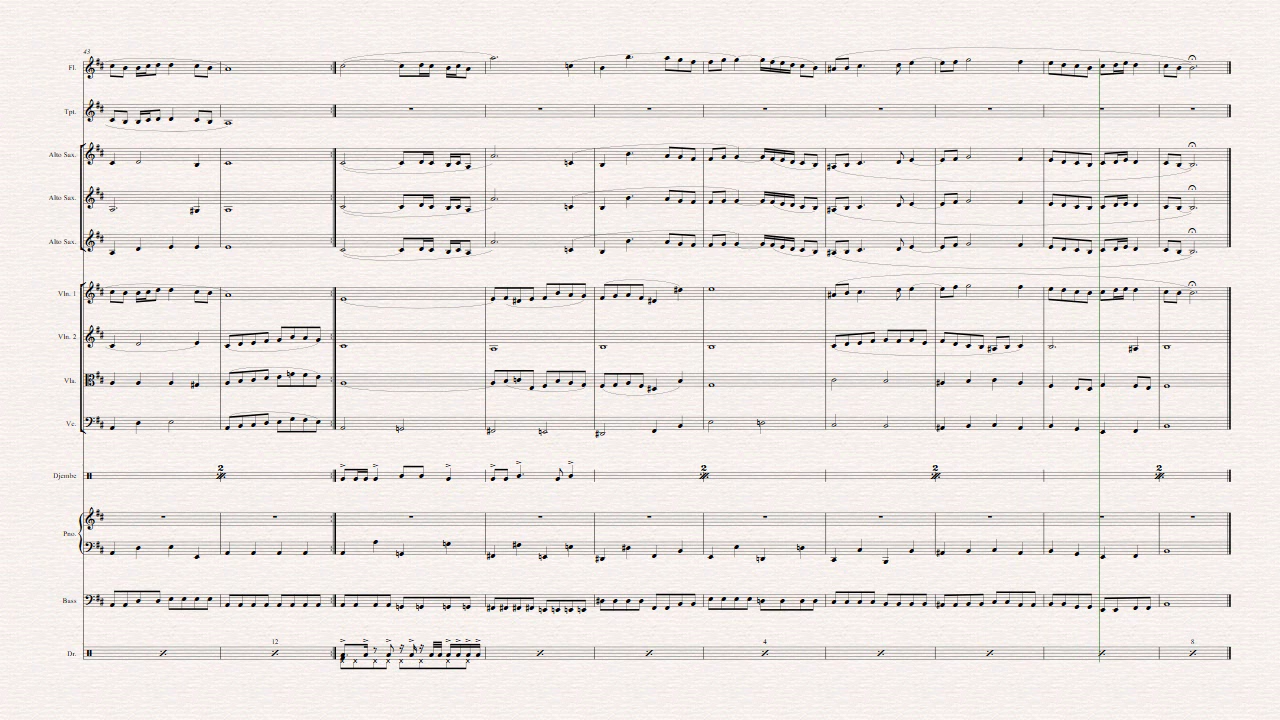 43
Fl.
Tpt.
Alto Sax.
Alto Sax.
Alto Sax.
Vln. 1
Vln. 2
Vla.
Vc.
Djembe
2 2 2 2
Pno.
Bass
12 4 8
Dr.